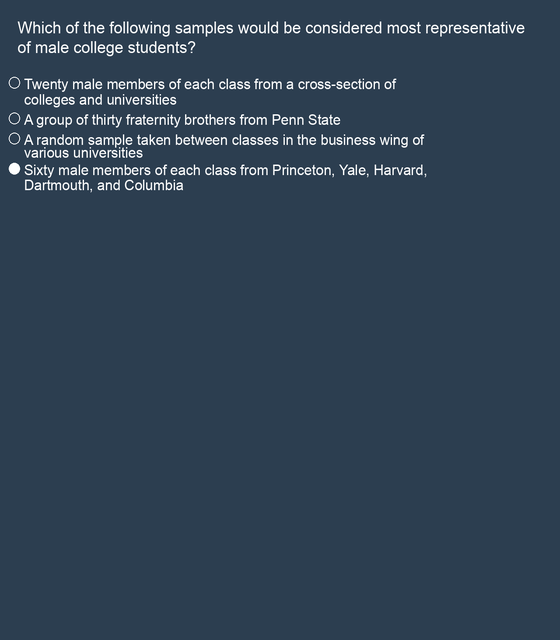 Which of the following samples would be considered most representative
of male college students?
Twenty male members of each class from a cross-section of
colleges and universities
A group of thirty fraternity brothers from Penn State
A random sample taken between classes in the business wing of
various universities
Sixty male members of each class from Princeton, Yale, Harvard,
Dartmouth, and Columbia